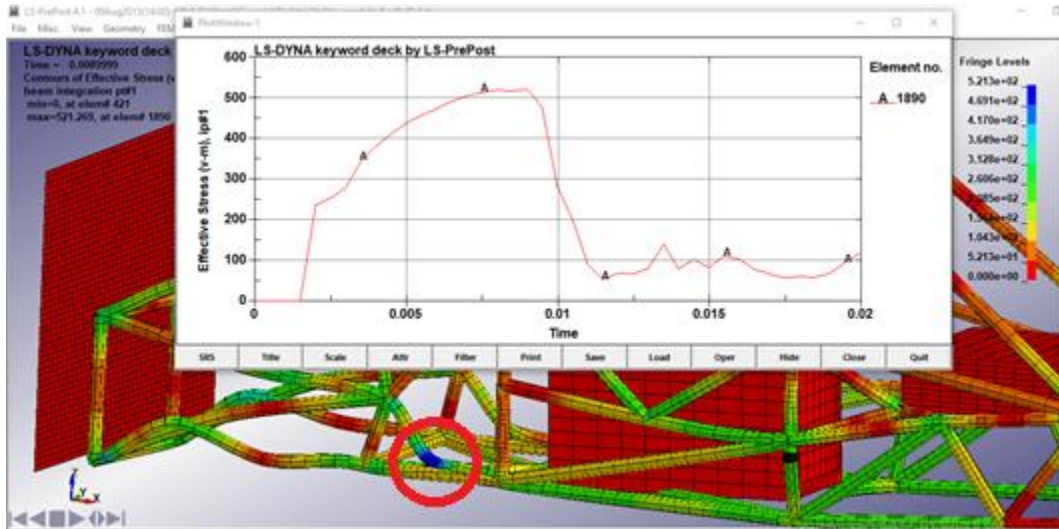 LS-PrePost 4.1 -
File Misc. View Geometry FEM
PlotWindow-1
LS-DYNA keyword deck
Time = 0.0089999
Contours of Effective Stress (v
beam integration pt#1
min=0, at elem# 421
max=521.269, at elem# 1890
LS-DYNA keyword deck by LS-PrePost
600
500
400
300
200
100
0
Effective Stress (v-m), ip#1
0
0.005
0.01
0.015
0.02
Time
Element no.
A 1890
A
A
A
A
A
SRS Title Scale Attr Filter Print Save Load Oper Hide Close Quit
Fringe Levels
5.213e+02
4.691e+02
4.170e+02
3.649e+02
3.128e+02
2.606e+02
1.043e+02
5.213e+01
0.000e+00
Z
Y X